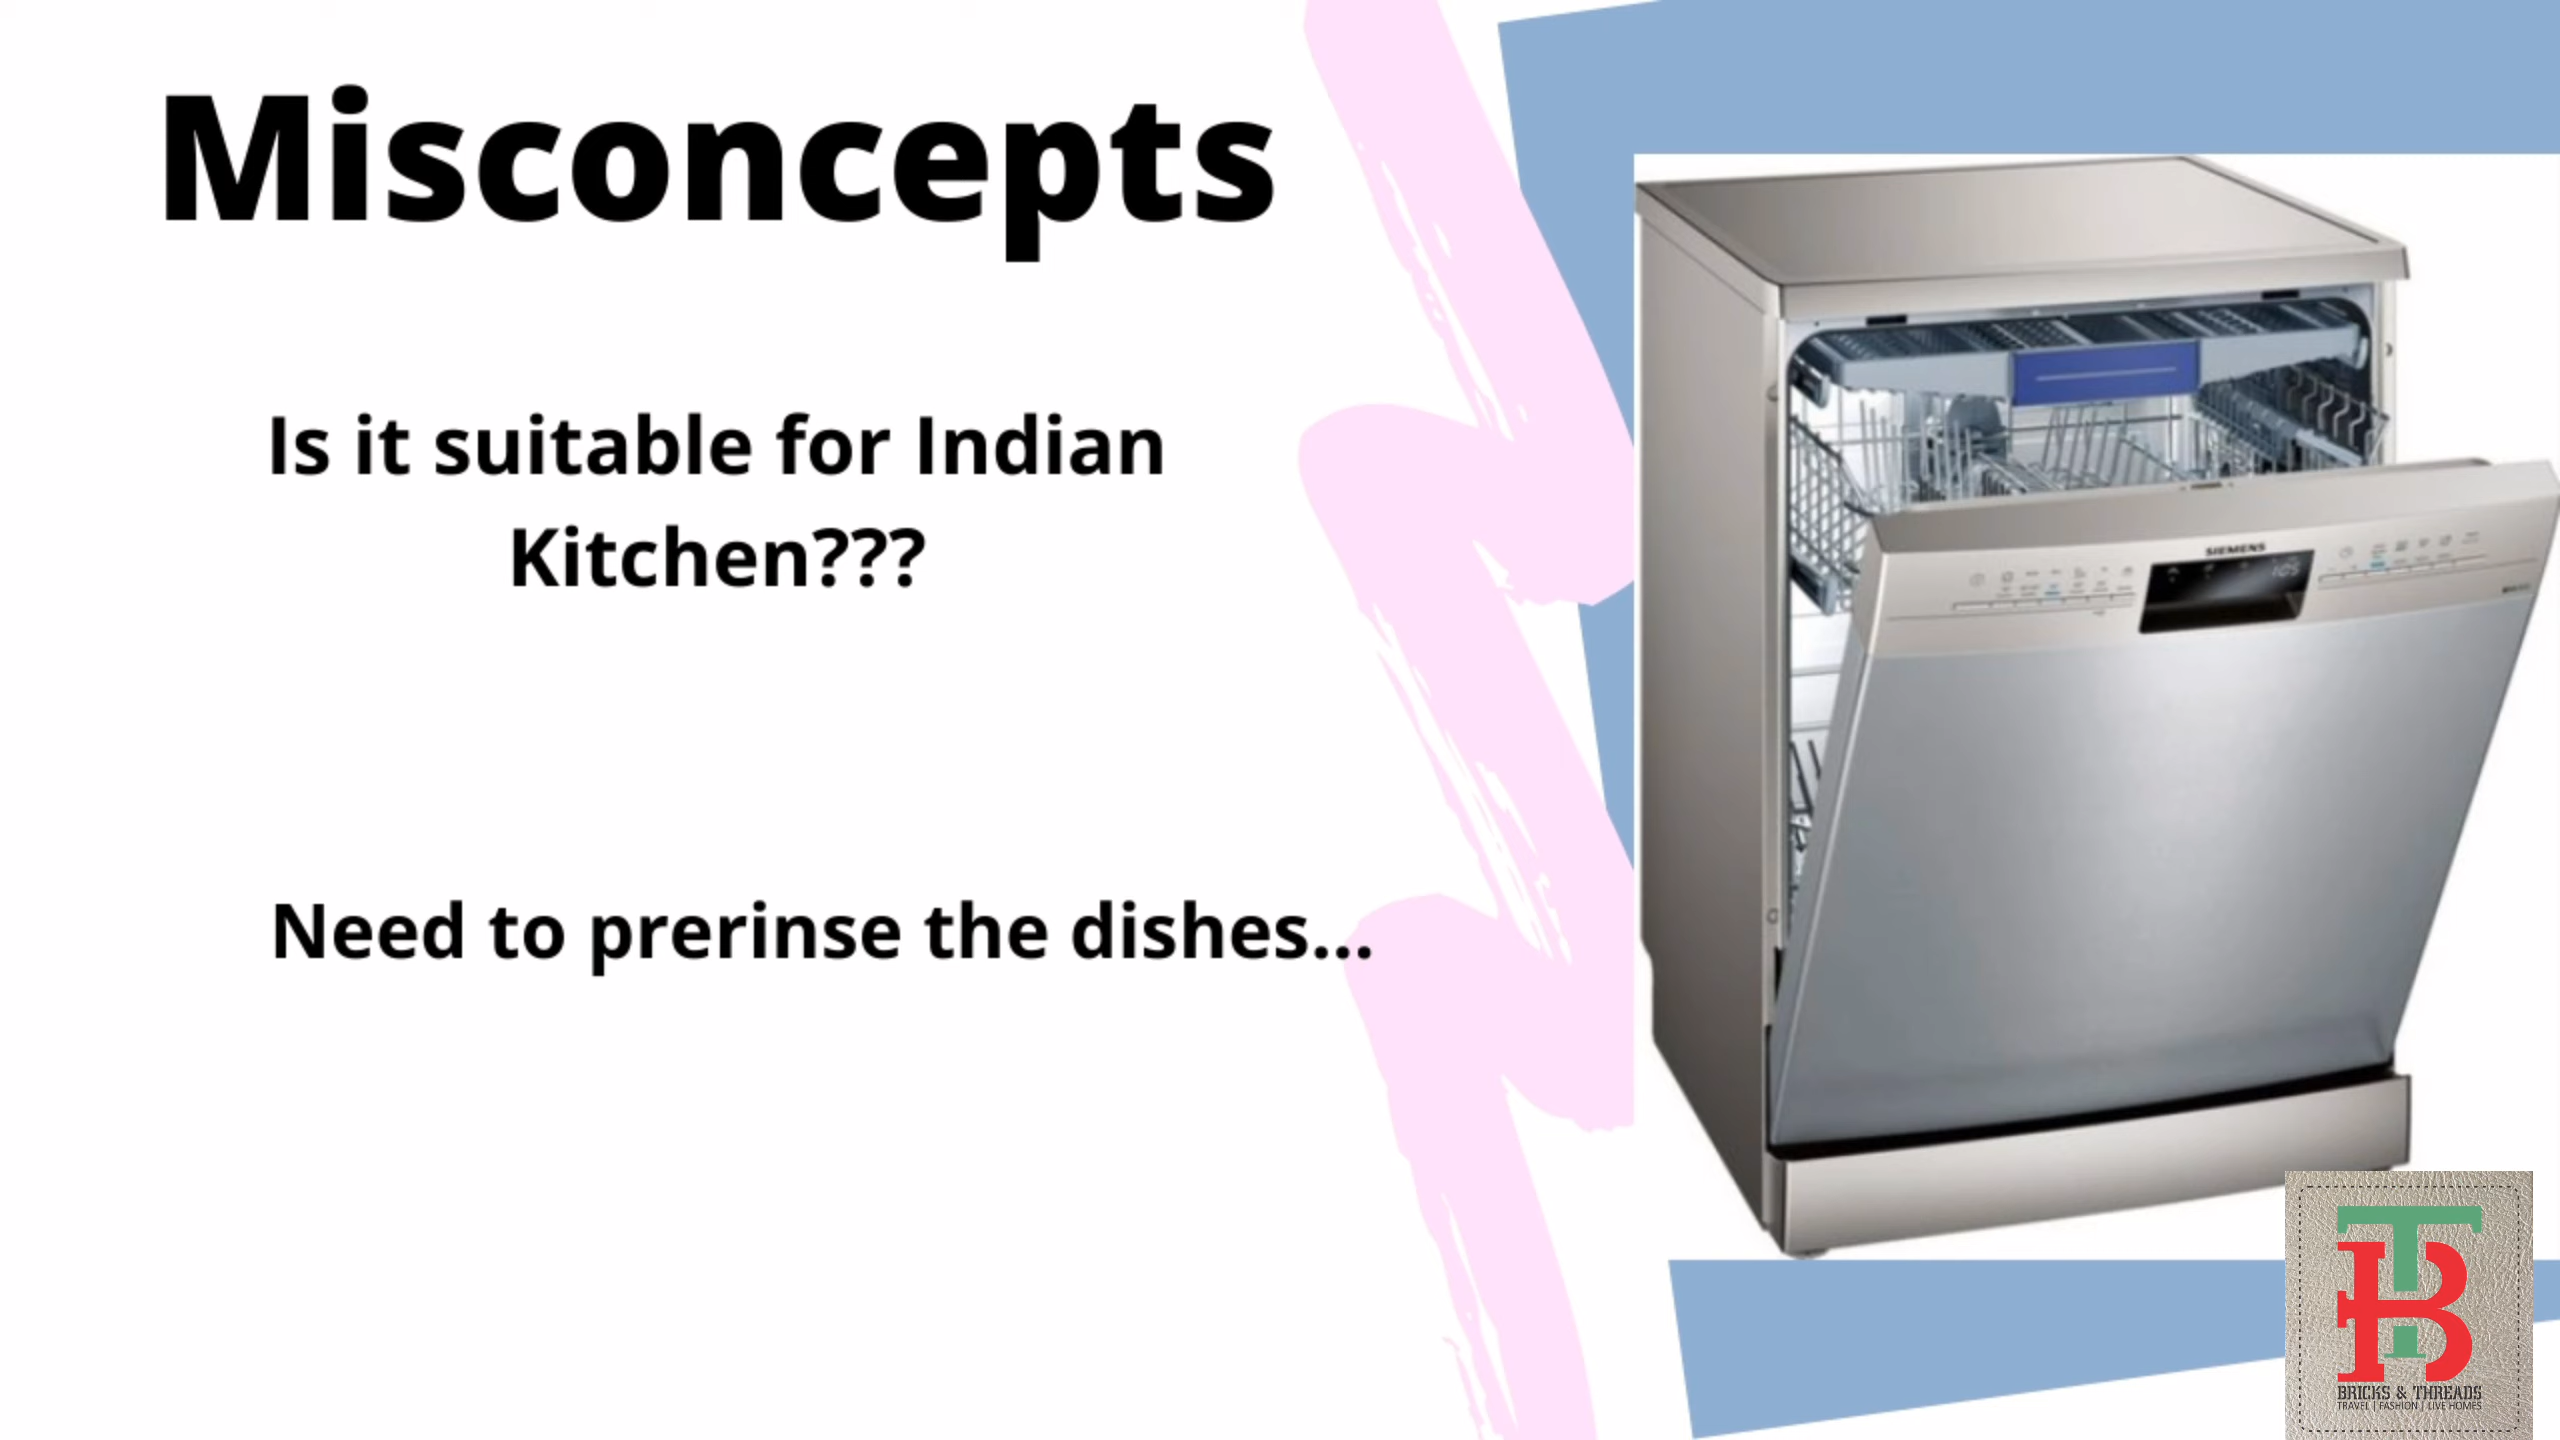 Misconcepts
Is it suitable for Indian
Kitchen???
Need to prerinse the dishes...
SIEMENS
BRICKS & THREADS
TRAVEL | FASHION | LIVE HOMES